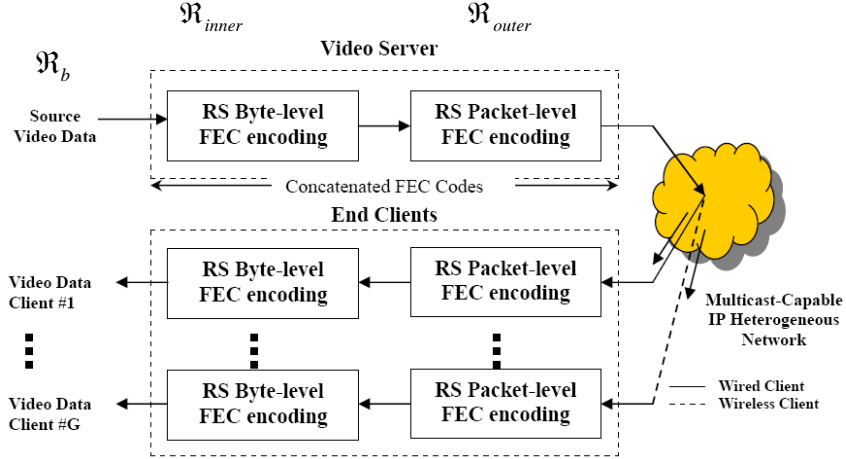 ℜinner
ℜouter
Video Server
ℜb
Source
Video Data
RS Byte-level
FEC encoding
RS Packet-level
FEC encoding
Concatenated FEC Codes
End Clients
Video Data
Client #1
RS Byte-level
FEC encoding
RS Packet-level
FEC encoding
Multicast-Capable
IP Heterogeneous
Network
Video Data
Client #G
RS Byte-level
FEC encoding
RS Packet-level
FEC encoding
Wired Client
Wireless Client